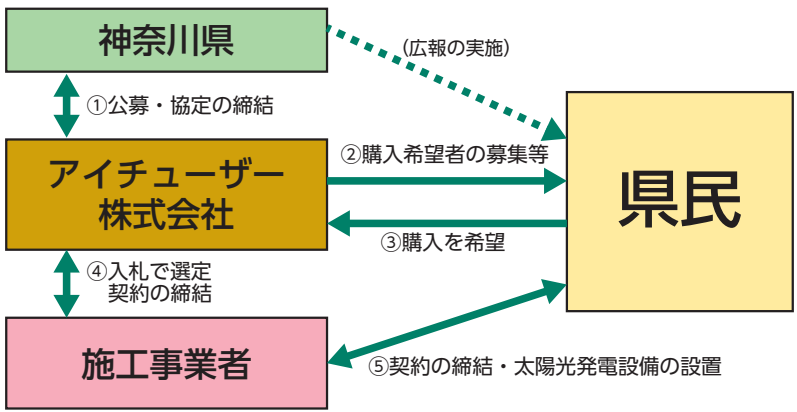 神奈川県
(広報の実施)
①公募・協定の締結
アイチューザー
株式会社
②購入希望者の募集等
県民
③購入を希望
④入札で選定
契約の締結
施工事業者
⑤契約の締結・太陽光発電設備の設置